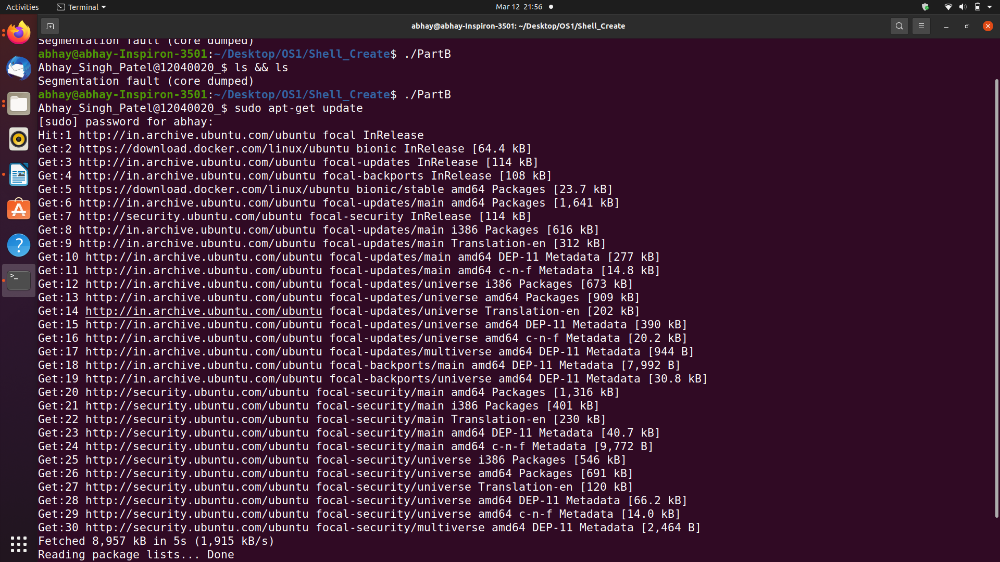 Activities
Terminal
Mar 12 21:56
abhay@abhay-Inspiron-3501: ~/Desktop/OS1/Shell_Create
Segmentation fault (core dumped)
abhay@abhay-Inspiron-3501:~/Desktop/OS1/Shell_Create$ ./PartB
Abhay_Singh_Patel@12040020_$ ls && ls
Segmentation fault (core dumped)
abhay@abhay-Inspiron-3501:~/Desktop/OS1/Shell_Create$ ./PartB
Abhay_Singh_Patel@12040020_$ sudo apt-get update
[sudo] password for abhay:
Hit:1 http://in.archive.ubuntu.com/ubuntu focal InRelease
Get:2 https://download.docker.com/linux/ubuntu bionic InRelease [64.4 kB]
Get:3 http://in.archive.ubuntu.com/ubuntu focal-updates InRelease [114 kB]
Get:4 http://in.archive.ubuntu.com/ubuntu focal-backports InRelease [108 kB]
Get:5 https://download.docker.com/linux/ubuntu bionic/stable amd64 Packages [23.7 kB]
Get:6 http://in.archive.ubuntu.com/ubuntu focal-updates/main amd64 Packages [1,641 kB]
Get:7 http://security.ubuntu.com/ubuntu focal-security InRelease [114 kB]
Get:8 http://in.archive.ubuntu.com/ubuntu focal-updates/main i386 Packages [616 kB]
Get:9 http://in.archive.ubuntu.com/ubuntu focal-updates/main Translation-en [312 kB]
Get:10 http://in.archive.ubuntu.com/ubuntu focal-updates/main amd64 DEP-11 Metadata [277 kB]
Get:11 http://in.archive.ubuntu.com/ubuntu focal-updates/main amd64 c-n-f Metadata [14.8 kB]
Get:12 http://in.archive.ubuntu.com/ubuntu focal-updates/universe i386 Packages [673 kB]
Get:13 http://in.archive.ubuntu.com/ubuntu focal-updates/universe amd64 Packages [909 kB]
Get:14 http://in.archive.ubuntu.com/ubuntu focal-updates/universe Translation-en [202 kB]
Get:15 http://in.archive.ubuntu.com/ubuntu focal-updates/universe amd64 DEP-11 Metadata [390 kB]
Get:16 http://in.archive.ubuntu.com/ubuntu focal-updates/universe amd64 c-n-f Metadata [20.2 kB]
Get:17 http://in.archive.ubuntu.com/ubuntu focal-updates/multiverse amd64 DEP-11 Metadata [944 B]
Get:18 http://in.archive.ubuntu.com/ubuntu focal-backports/main amd64 DEP-11 Metadata [7,992 B]
Get:19 http://in.archive.ubuntu.com/ubuntu focal-backports/universe amd64 DEP-11 Metadata [30.8 kB]
Get:20 http://security.ubuntu.com/ubuntu focal-security/main amd64 Packages [1,316 kB]
Get:21 http://security.ubuntu.com/ubuntu focal-security/main i386 Packages [401 kB]
Get:22 http://security.ubuntu.com/ubuntu focal-security/main Translation-en [230 kB]
Get:23 http://security.ubuntu.com/ubuntu focal-security/main amd64 DEP-11 Metadata [40.7 kB]
Get:24 http://security.ubuntu.com/ubuntu focal-security/main amd64 c-n-f Metadata [9,772 B]
Get:25 http://security.ubuntu.com/ubuntu focal-security/universe i386 Packages [546 kB]
Get:26 http://security.ubuntu.com/ubuntu focal-security/universe amd64 Packages [691 kB]
Get:27 http://security.ubuntu.com/ubuntu focal-security/universe Translation-en [120 kB]
Get:28 http://security.ubuntu.com/ubuntu focal-security/universe amd64 DEP-11 Metadata [66.2 kB]
Get:29 http://security.ubuntu.com/ubuntu focal-security/universe amd64 c-n-f Metadata [14.0 kB]
Get:30 http://security.ubuntu.com/ubuntu focal-security/multiverse amd64 DEP-11 Metadata [2,464 B]
Fetched 8,957 kB in 5s (1,915 kB/s)
Reading package lists... Done